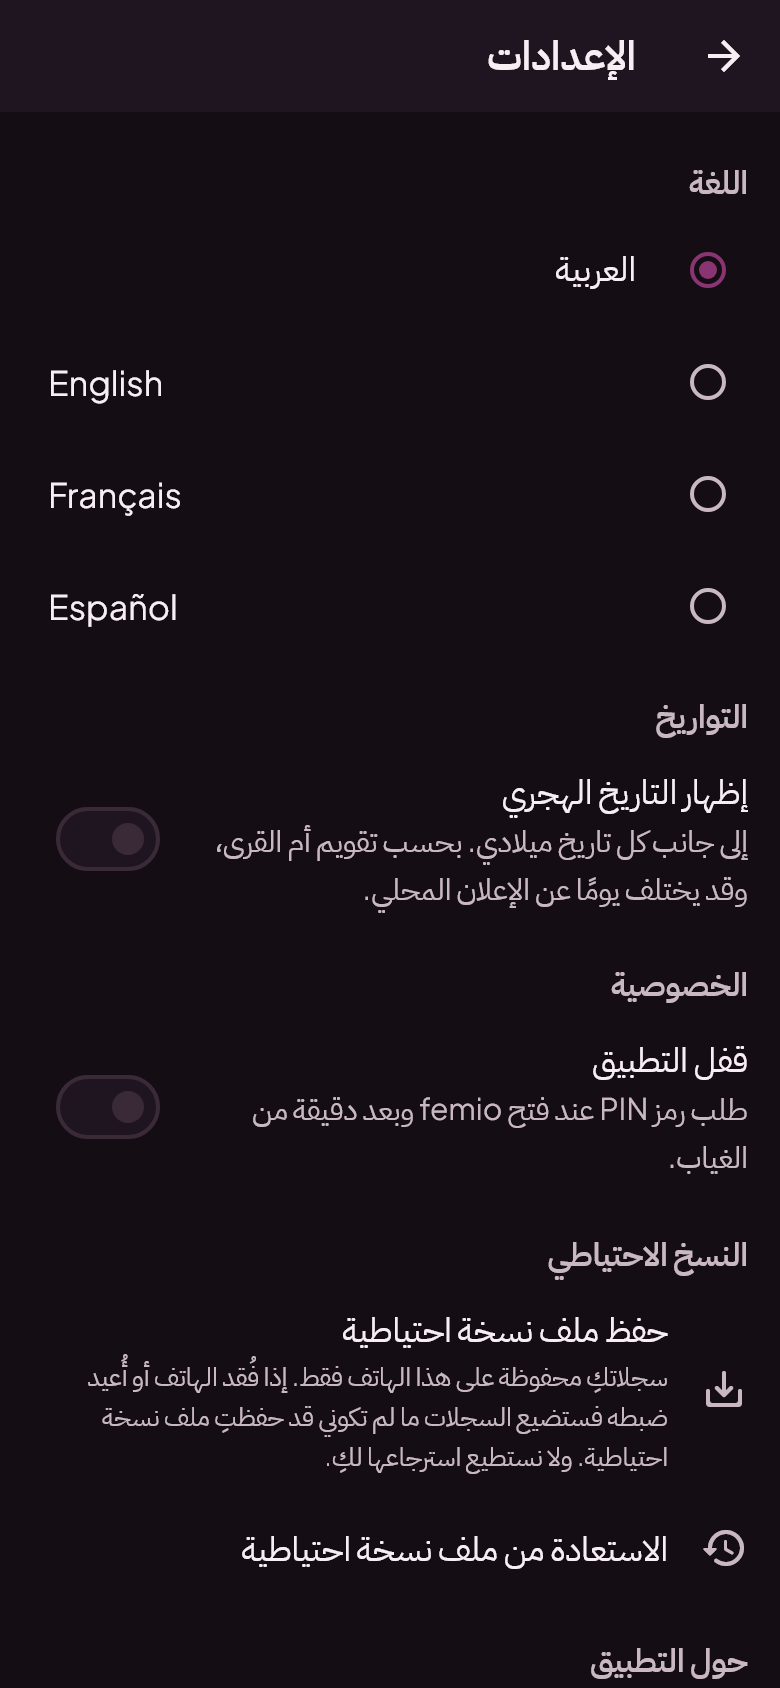 الإعدادات
اللغة
العربية
English
Français
Español
التواريخ
إظهار التاريخ الهجري
إلى جانب كل تاريخ ميلادي. بحسب تقويم أم القرى،
وقد يختلف يومًا عن الإعلان المحلي.
الخصوصية
قفل التطبيق
طلب رمز PIN عند فتح femio وبعد دقيقة من
الغياب.
النسخ الاحتياطي
حفظ ملف نسخة احتياطية
سجلاتكِ محفوظة على هذا الهاتف فقط. إذا فُقد الهاتف أو أُعيد
ضبطه فستضيع السجلات ما لم تكوني قد حفظتِ ملف نسخة
احتياطية. ولا نستطيع استرجاعها لكِ.
الاستعادة من ملف نسخة احتياطية
حول التطبيق